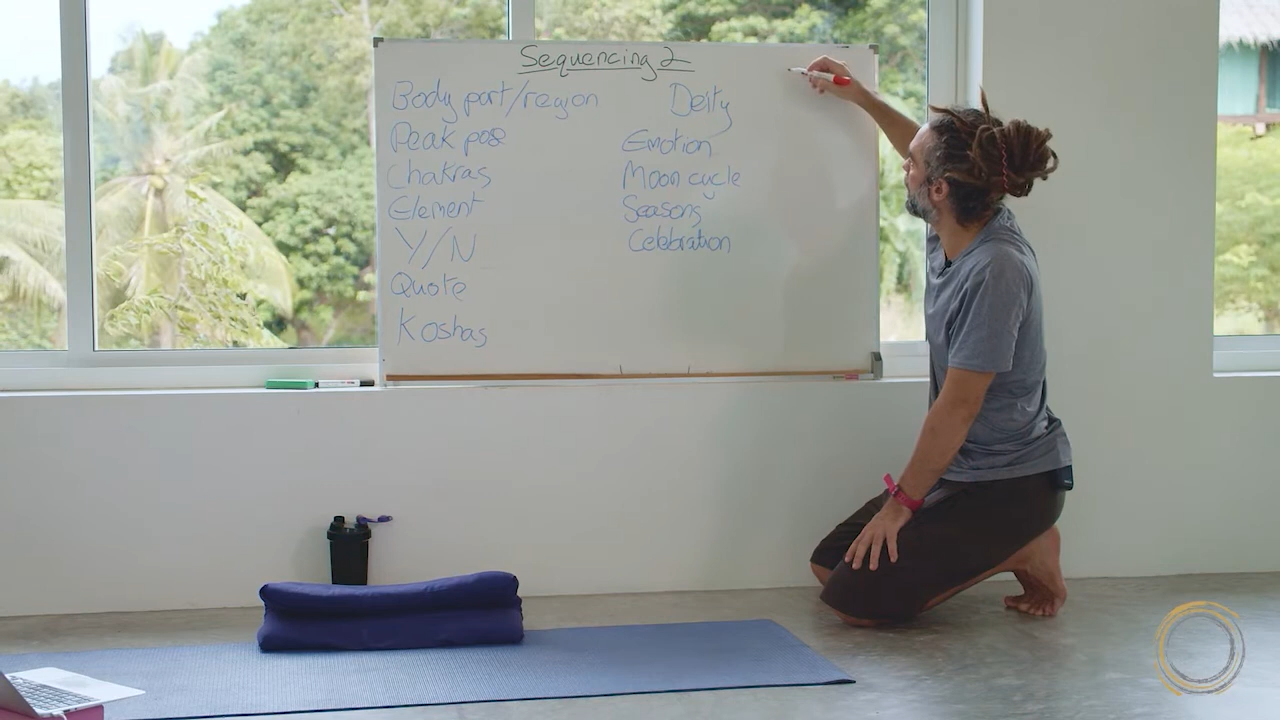 Sequencing 2
Body part/region
Peak pose
Chakras
Element
Y/N
Quote
Koshas
Deity
Emotion
Moon cycle
Seasons
Celebration